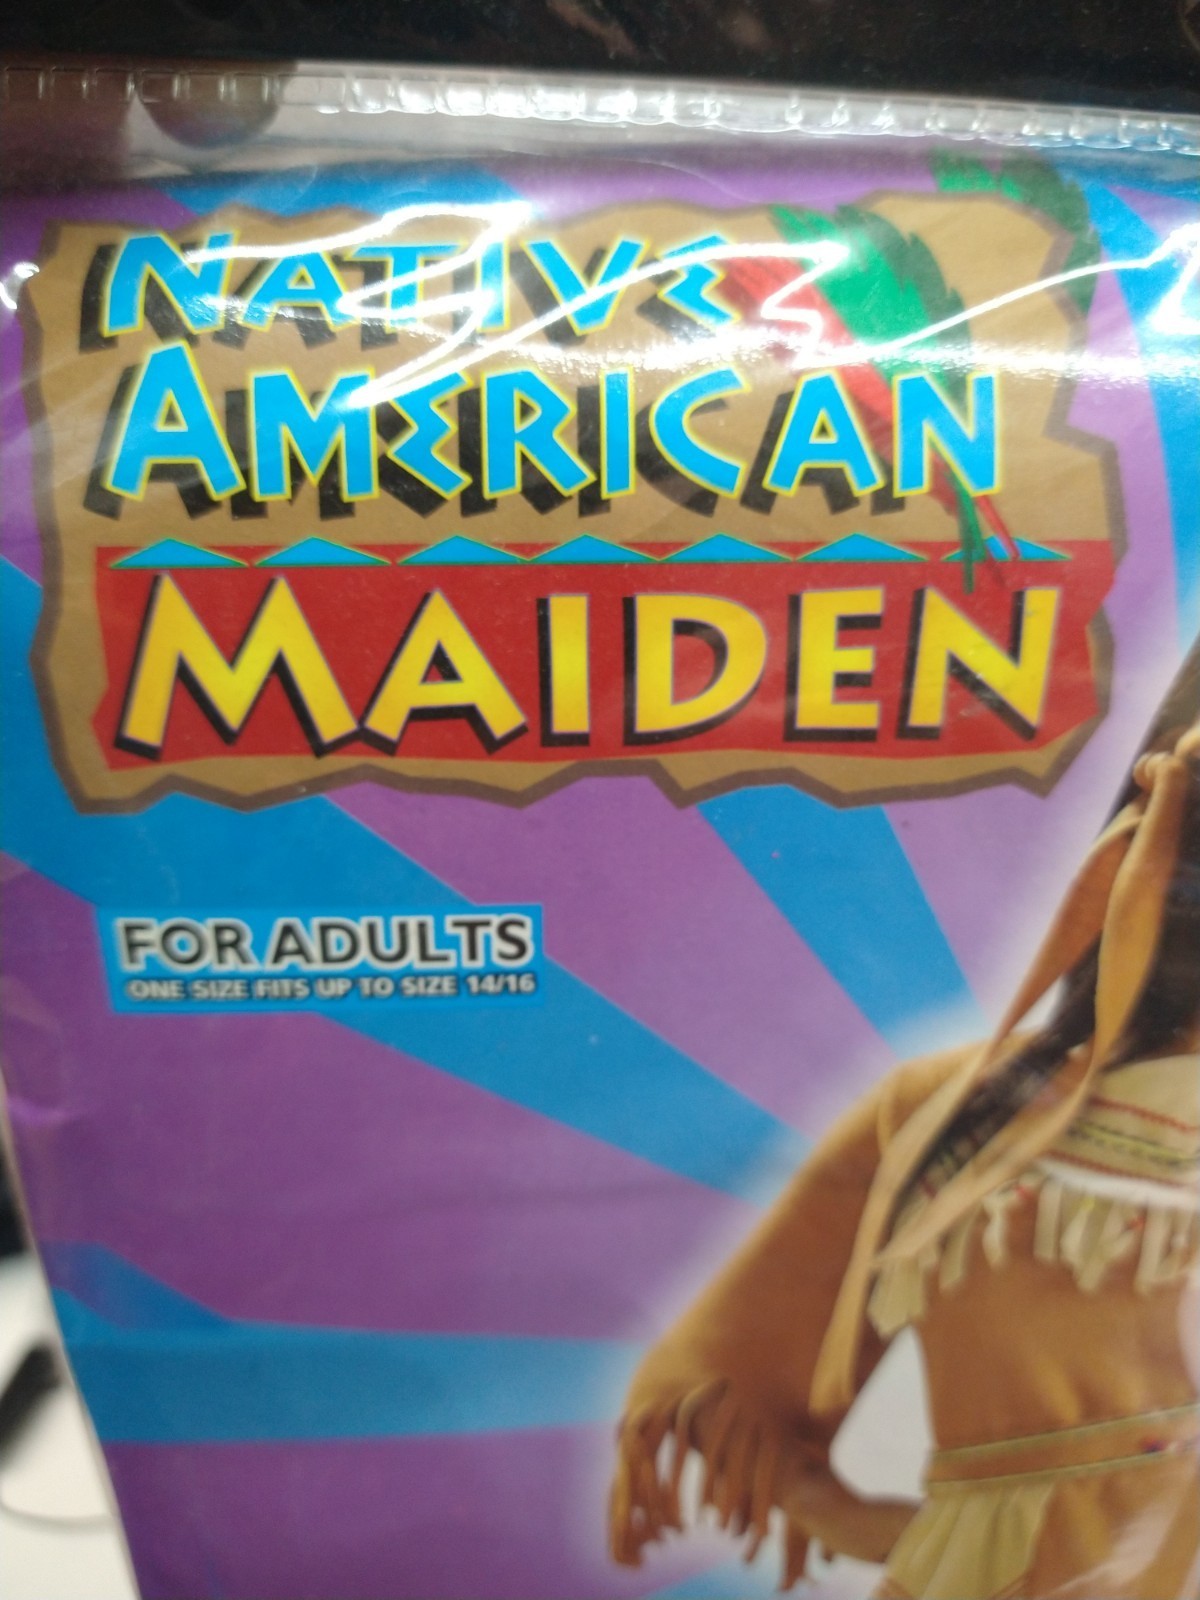 NATIVE
AMERICAN
MAIDEN
FOR ADULTS
ONE SIZE FITS UP TO SIZE 14/16